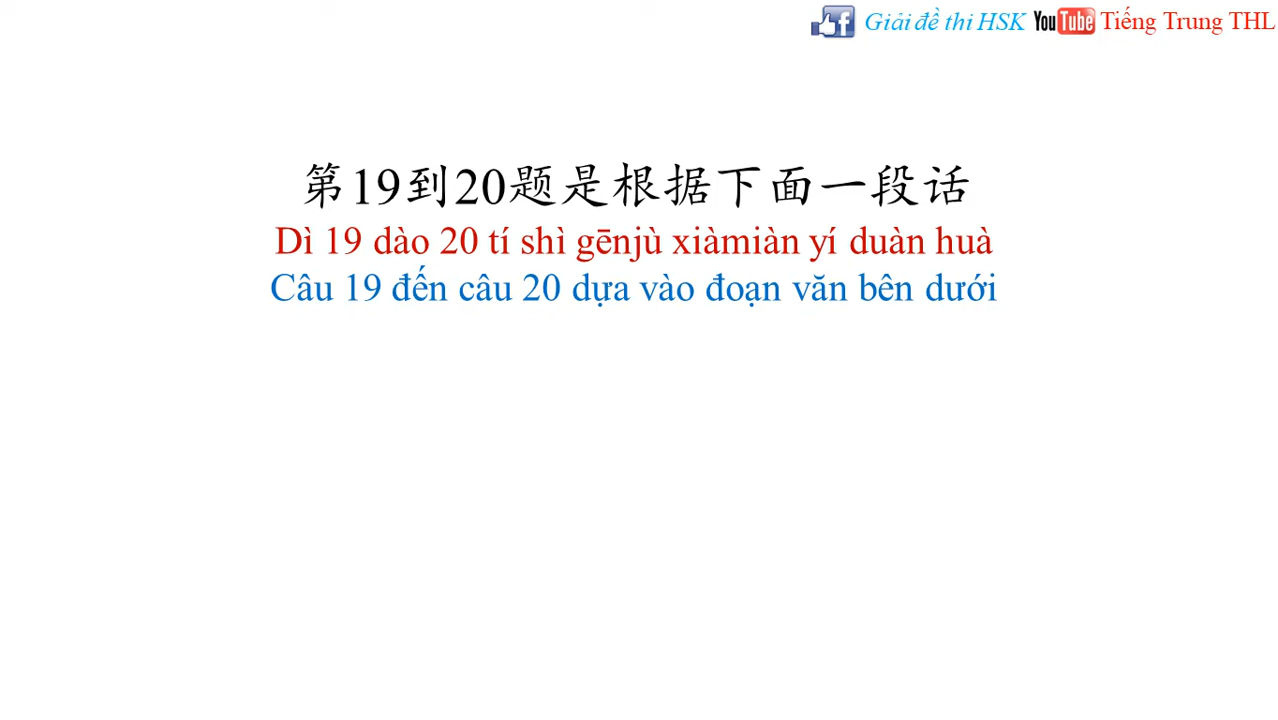 Giải đề thi HSK YouTube Tiếng Trung THL
第19到20题是根据下面一段话
Dì 19 dào 20 tí shì gēnjù xiàmiàn yí duàn huà
Câu 19 đến câu 20 dựa vào đoạn văn bên dưới